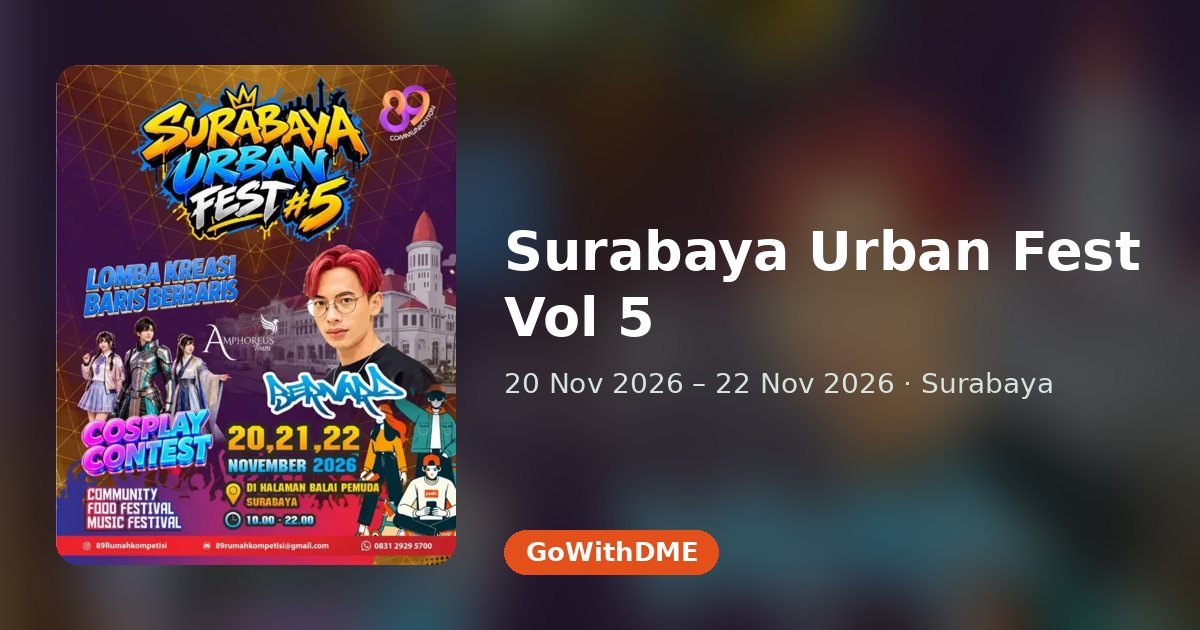 SURABAYA
URBAN
FEST #5
89
COMMUNICATION
LOMBA KREASI
BARIS BERBARIS
AMPHOREUS
Team
BERNARD
COSPLAY
CONTEST
20,21,22
NOVEMBER 2026
DI HALAMAN BALAI PEMUDA
SURABAYA
10.00 - 22.00
COMMUNITY
FOOD FESTIVAL
MUSIC FESTIVAL
89Rumahkompetisi
89rumahkompetisi@gmail.com
0831 2929 5700
Surabaya Urban Fest
Vol 5
20 Nov 2026 – 22 Nov 2026 · Surabaya
GoWithDME